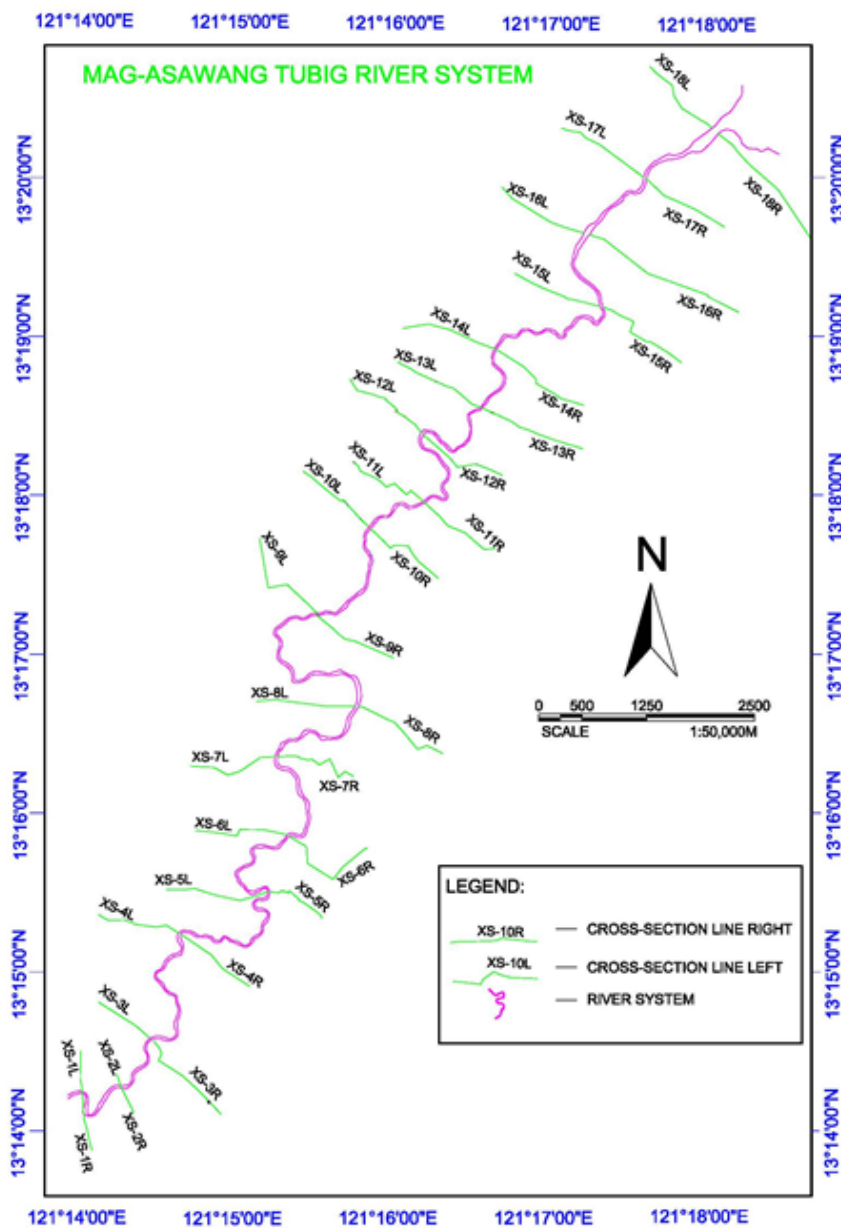 121°14'00"E 121°15'00"E 121°16'00"E 121°17'00"E 121°18'00"E
MAG-ASAWANG TUBIG RIVER SYSTEM
XS-18L
XS-17L
13°20'00"N 13°20'00"N
XS-18R
XS-16L
XS-17R
XS-15L
XS-16R
13°19'00"N 13°19'00"N
XS-14L
XS-15R
XS-13L
XS-12L
XS-14R
XS-13R
XS-11L
XS-12R
XS-10L
13°18'00"N 13°18'00"N
XS-11R
XS-9L
XS-10R
N
XS-9R
13°17'00"N 13°17'00"N
XS-8L
0 500 1250 2500
SCALE 1:50,000M
XS-8R
XS-7L
XS-7R
13°16'00"N 13°16'00"N
XS-6L
XS-6R
XS-5L
XS-5R
LEGEND:
XS-4L
XS-10R
CROSS-SECTION LINE RIGHT
XS-10L
CROSS-SECTION LINE LEFT
XS-4R
13°15'00"N 13°15'00"N
RIVER SYSTEM
XS-3L
XS-1L
XS-2L
XS-3R
13°14'00"N 13°14'00"N
XS-2R
XS-1R
121°14'00"E 121°15'00"E 121°16'00"E 121°17'00"E 121°18'00"E